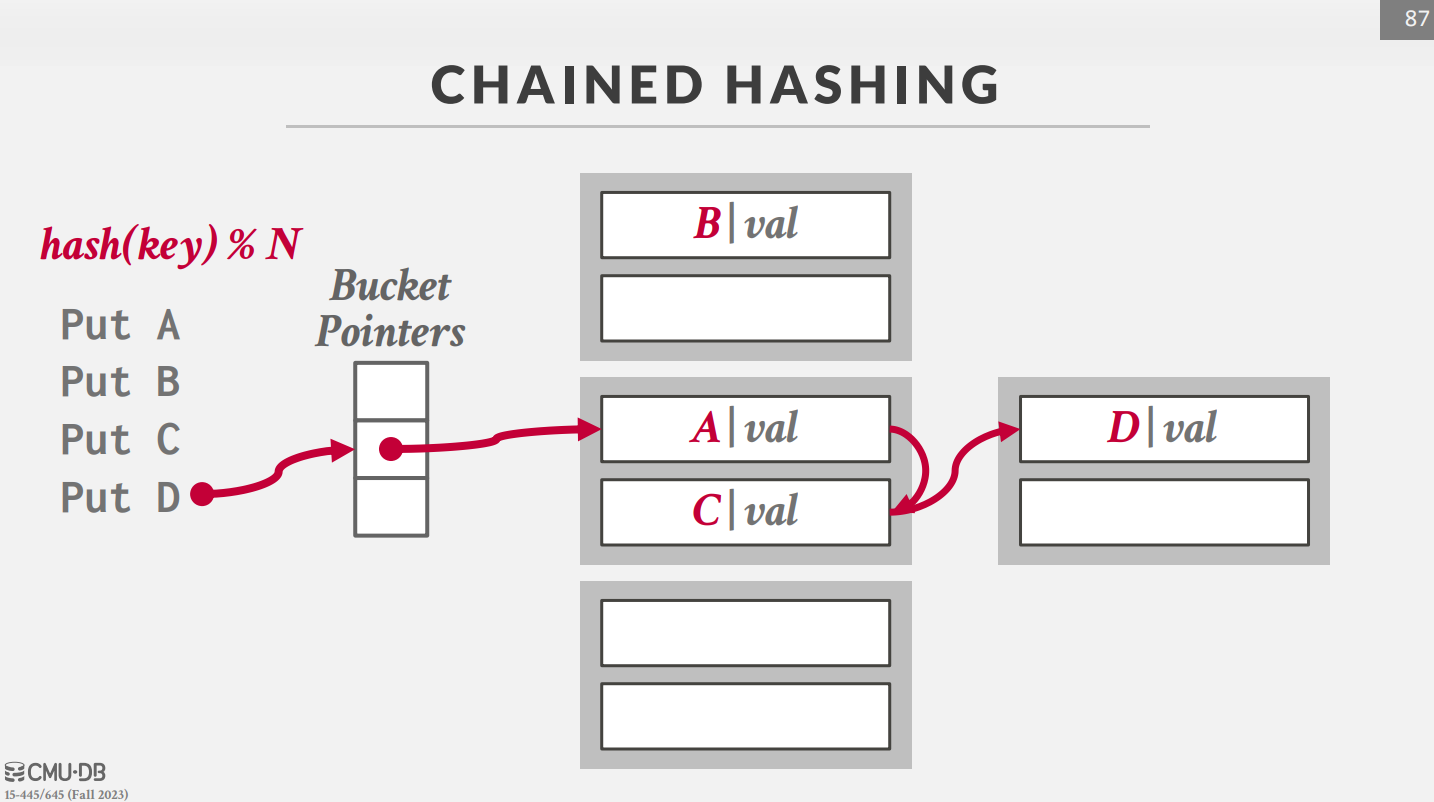 87
CHAINED HASHING
hash(key) % N
Put A
Put B
Put C
Put D
Bucket
Pointers
B|val
A|val
C|val
D|val
CMU·DB
15-445/645 (Fall 2023)